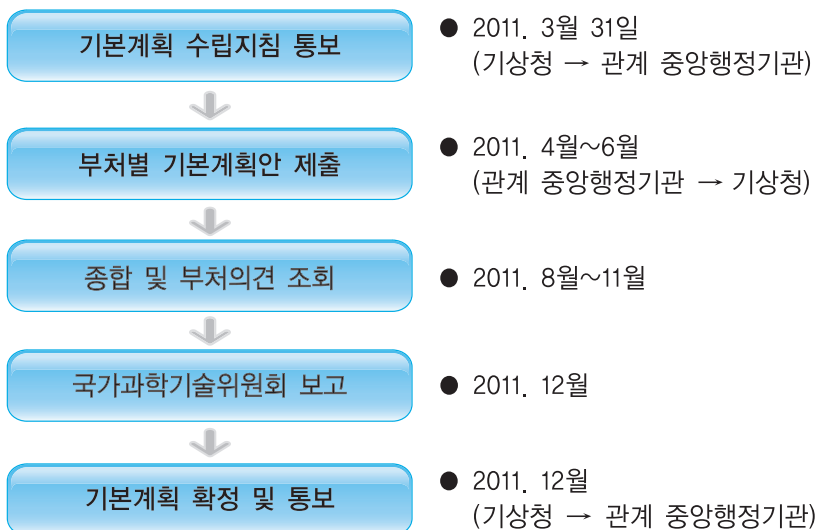 기본계획 수립지침 통보
● 2011. 3월 31일
(기상청 → 관계 중앙행정기관)
부처별 기본계획안 제출
● 2011. 4월~6월
(관계 중앙행정기관 → 기상청)
종합 및 부처의견 조회
● 2011. 8월~11월
국가과학기술위원회 보고
● 2011. 12월
기본계획 확정 및 통보
● 2011. 12월
(기상청 → 관계 중앙행정기관)